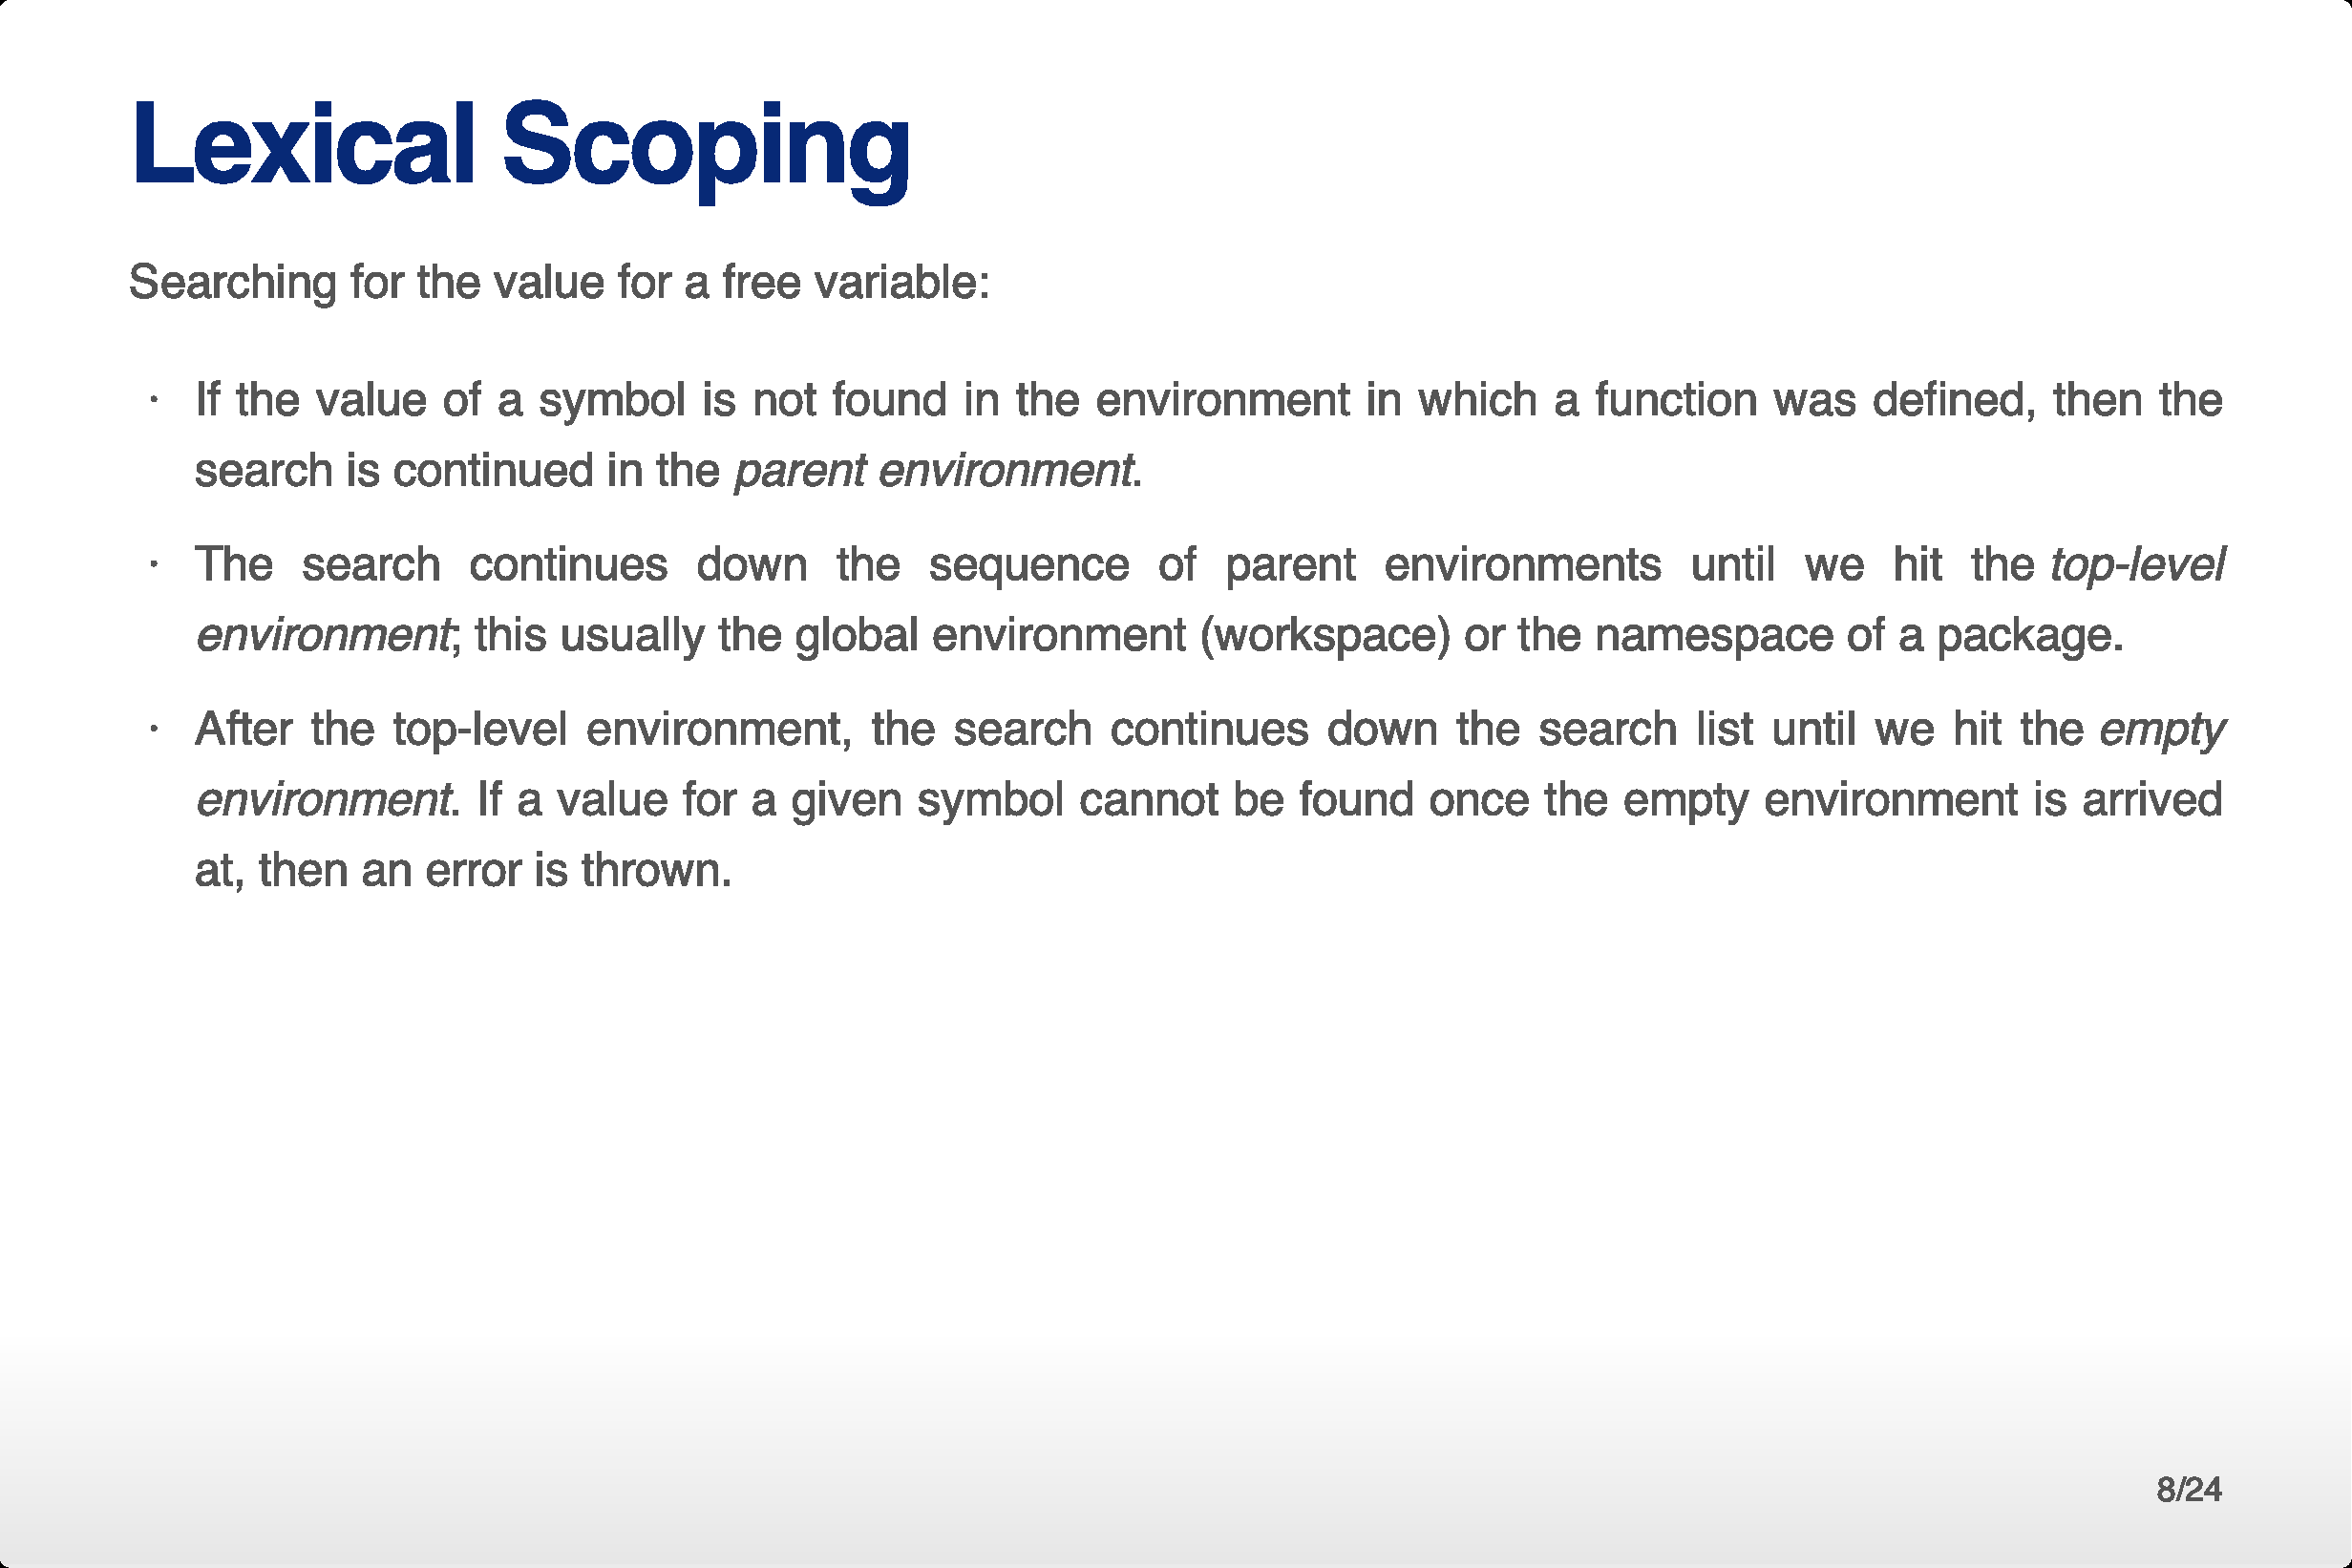 Lexical Scoping
Searching for the value for a free variable:
· If the value of a symbol is not found in the environment in which a function was defined, then the
search is continued in the parent environment.
· The search continues down the sequence of parent environments until we hit the top-level
environment; this usually the global environment (workspace) or the namespace of a package.
· After the top-level environment, the search continues down the search list until we hit the empty
environment. If a value for a given symbol cannot be found once the empty environment is arrived
at, then an error is thrown.
8/24